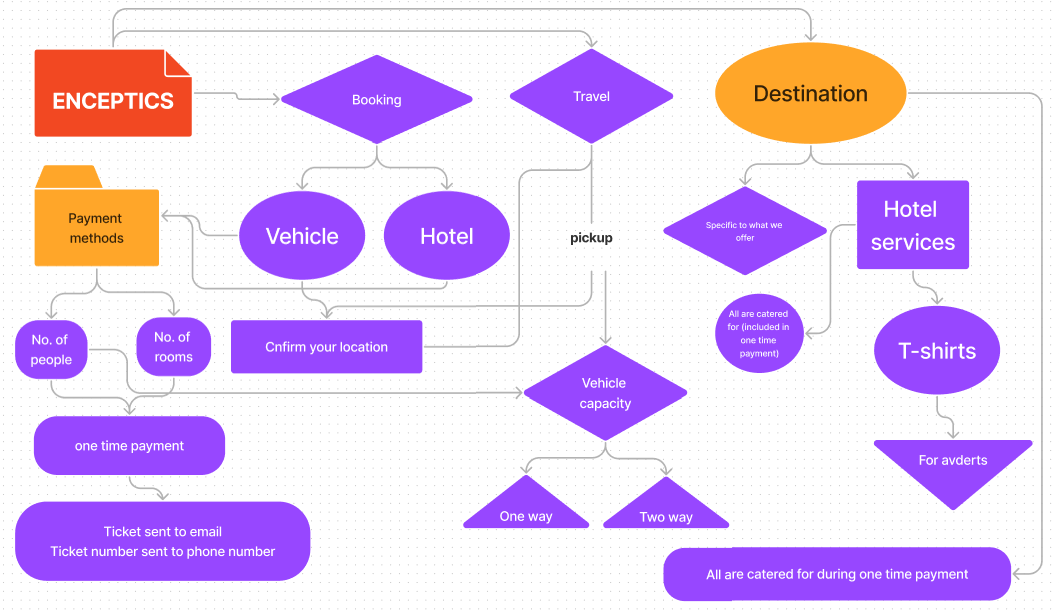 ENCEPTICS
Booking
Travel
Destination
Payment
methods
Vehicle
Hotel
pickup
Specific to what we
offer
Hotel
services
No. of
people
No. of
rooms
Cnfirm your location
All are catered
for (included in
one time
payment)
T-shirts
Vehicle
capacity
one time payment
For avderts
One way
Two way
Ticket sent to email
Ticket number sent to phone number
All are catered for during one time payment